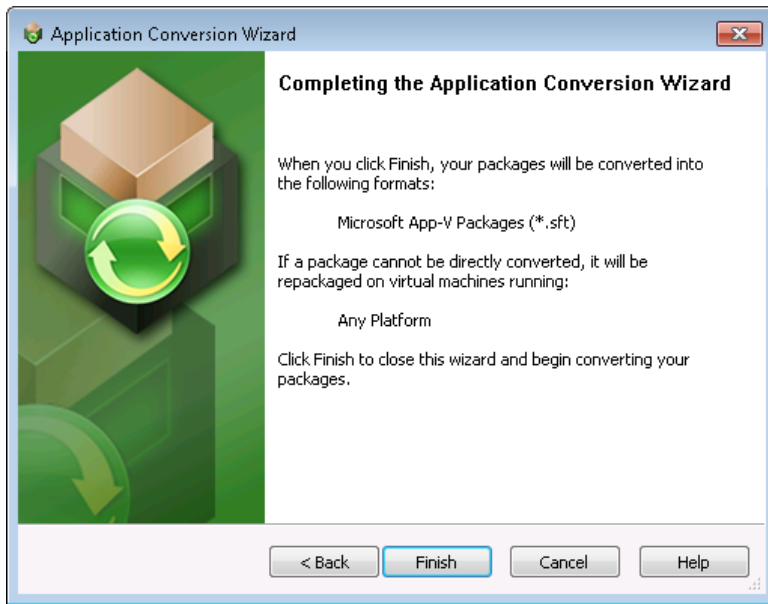 Application Conversion Wizard
Completing the Application Conversion Wizard
When you click Finish, your packages will be converted into
the following formats:
Microsoft App-V Packages (*.sft)
If a package cannot be directly converted, it will be
repackaged on virtual machines running:
Any Platform
Click Finish to close this wizard and begin converting your
packages.
< Back Finish Cancel Help